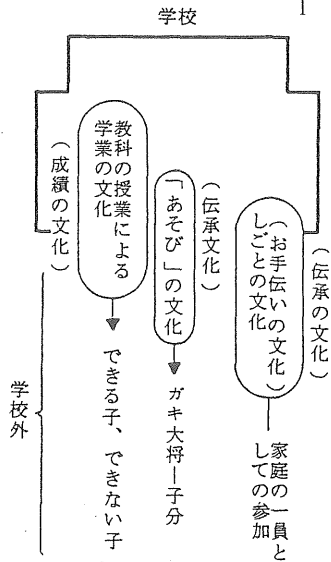 1
学校
(伝承の文化)
(お手伝いの文化)
しごとの文化
家庭の一員と
しての参加
(伝承文化)
「あそび」の文化
ガキ大将―子分
教科の授業による
学業の文化
(成績の文化)
できる子、できない子
学校外